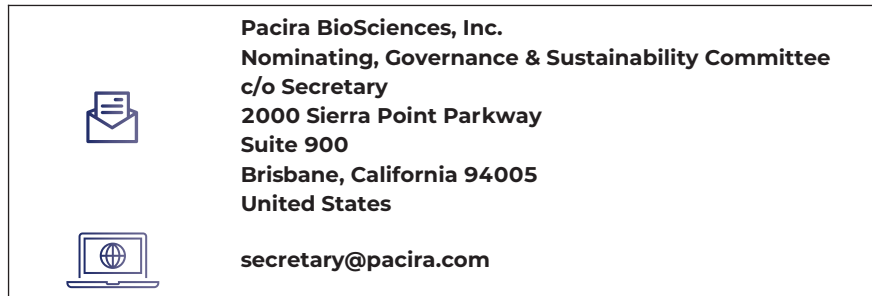 Pacira BioSciences, Inc.
Nominating, Governance & Sustainability Committee
c/o Secretary
2000 Sierra Point Parkway
Suite 900
Brisbane, California 94005
United States
secretary@pacira.com